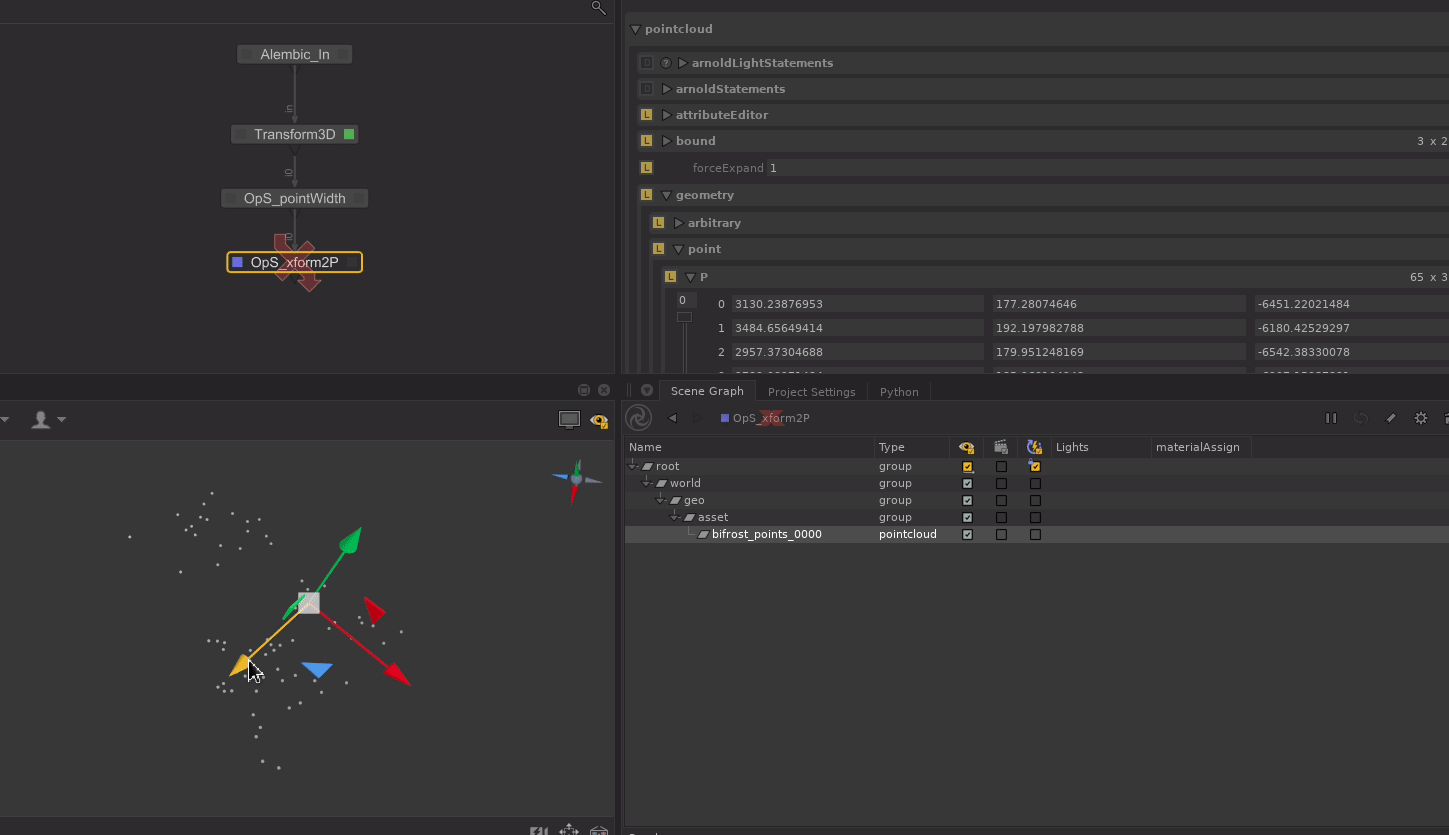 Alembic_In
in
Transform3D
i0
OpS_pointWidth
i0
OpS_xform2P
pointcloud
D ? arnoldLightStatements
D arnoldStatements
L attributeEditor
L bound 3 x 2
L forceExpand 1
L geometry
L arbitrary
L point
L P 65 x 3
0 0 3130.23876953 177.28074646 -6451.22021484
1 3484.65649414 192.197982788 -6180.42529297
2 2957.37304688 179.951248169 -6542.38330078
Scene Graph Project Settings Python
OpS_xform2P
Name Type Lights materialAssign
root group
world group
geo group
asset group
bifrost_points_0000 pointcloud